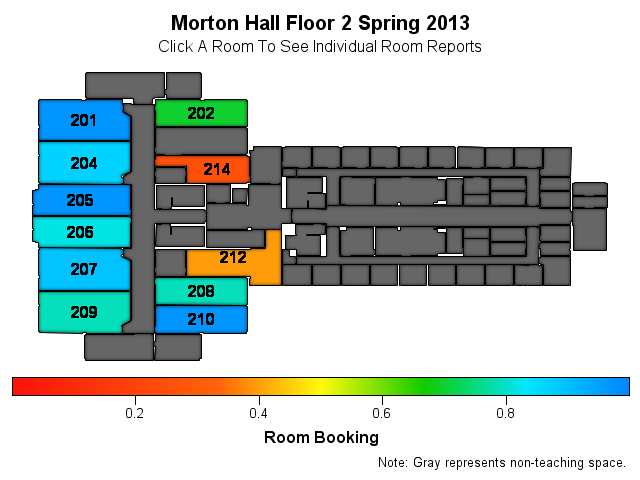 Morton Hall Floor 2 Spring 2013
Click A Room To See Individual Room Reports
201
202
204
214
205
206
207
212
208
209
210
0.2 0.4 0.6 0.8
Room Booking
Note: Gray represents non-teaching space.